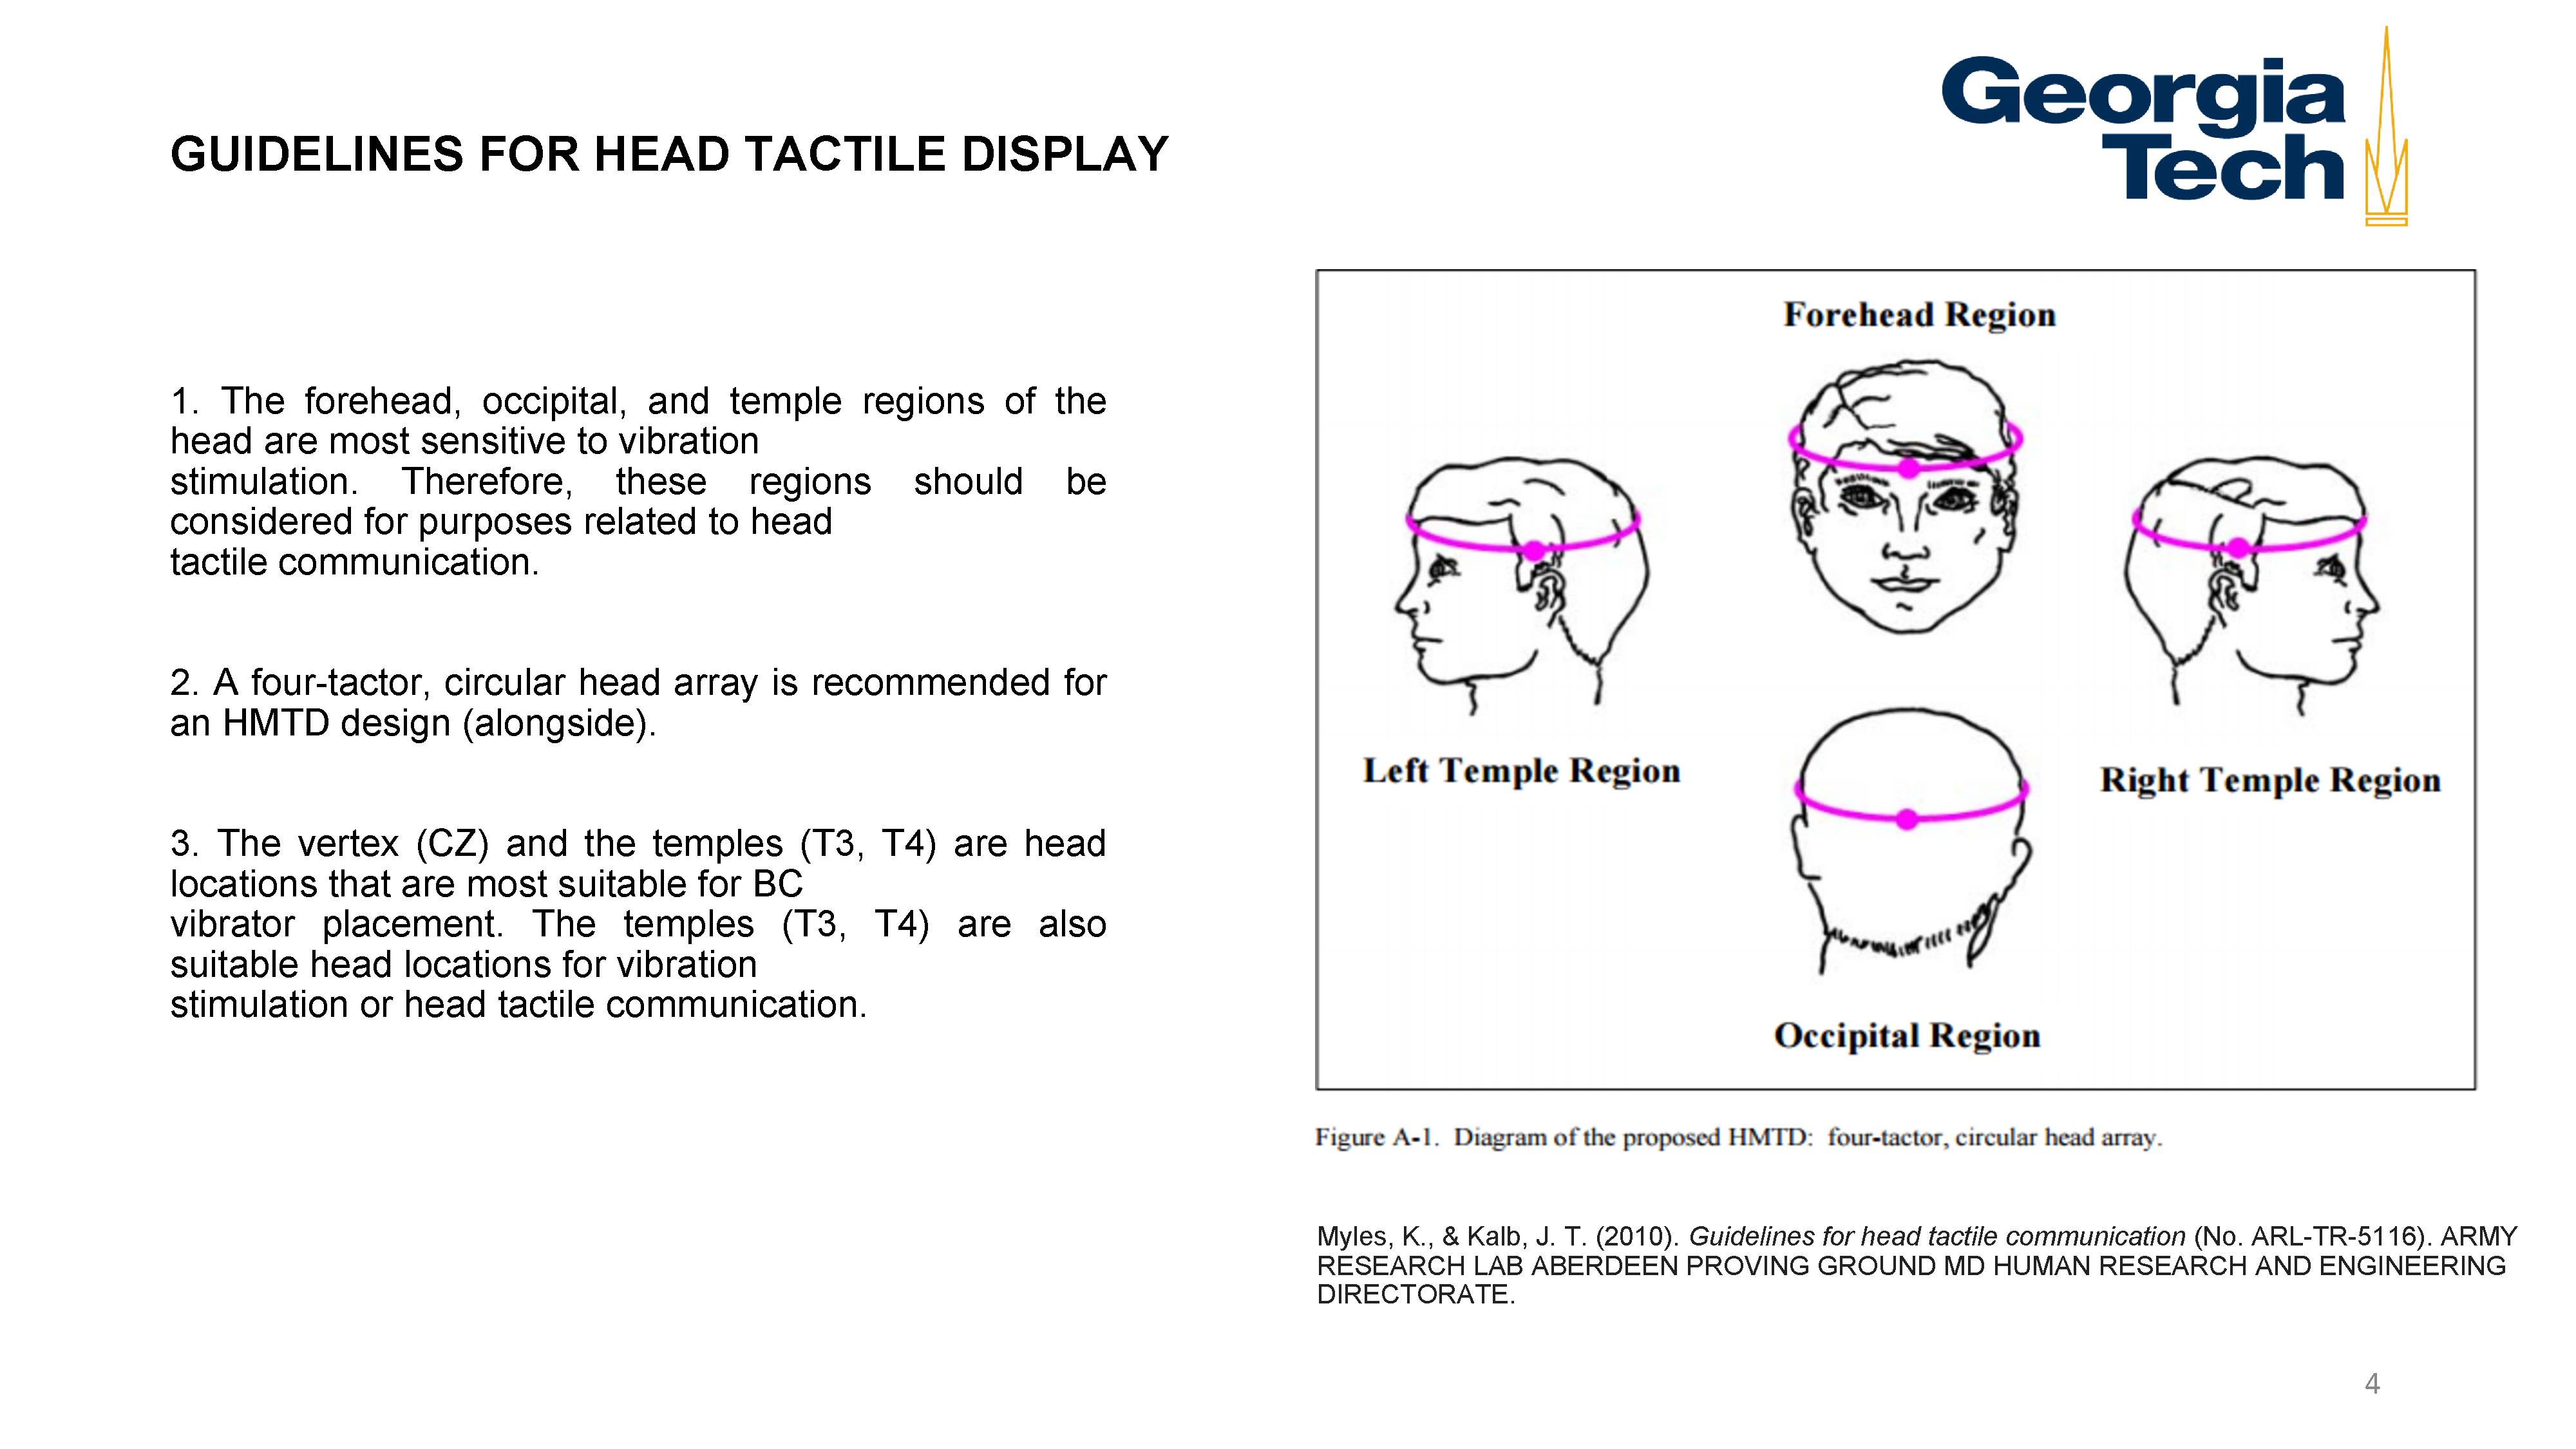 Georgia
Tech
GUIDELINES FOR HEAD TACTILE DISPLAY
1. The forehead, occipital, and temple regions of the
head are most sensitive to vibration
stimulation. Therefore, these regions should be
considered for purposes related to head
tactile communication.
2. A four-tactor, circular head array is recommended for
an HMTD design (alongside).
3. The vertex (CZ) and the temples (T3, T4) are head
locations that are most suitable for BC
vibrator placement. The temples (T3, T4) are also
suitable head locations for vibration
stimulation or head tactile communication.
Forehead Region
Left Temple Region
Right Temple Region
Occipital Region
Figure A-1. Diagram of the proposed HMTD: four-tactor, circular head array.
Myles, K., & Kalb, J. T. (2010). Guidelines for head tactile communication (No. ARL-TR-5116). ARMY
RESEARCH LAB ABERDEEN PROVING GROUND MD HUMAN RESEARCH AND ENGINEERING
DIRECTORATE.
4